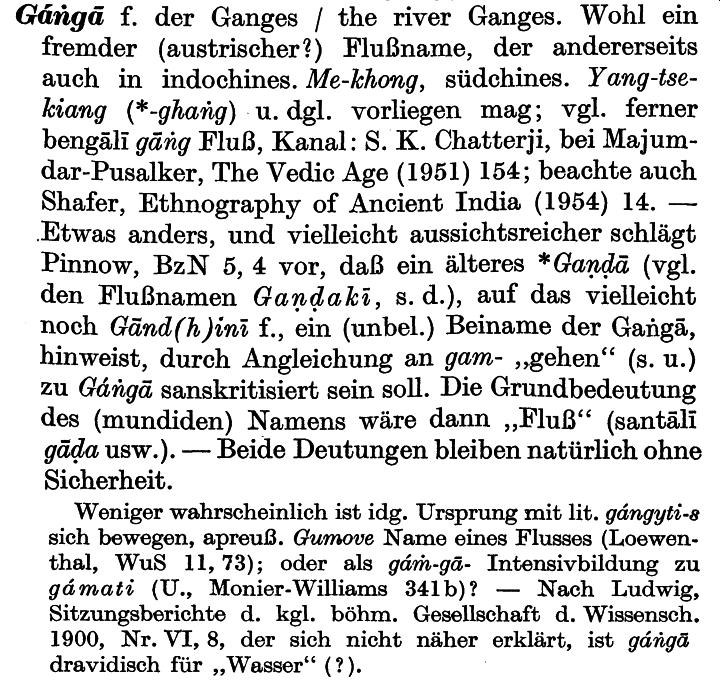 Gáṅgā f. der Ganges / the river Ganges. Wohl ein
fremder (austrischer?) Flußname, der andererseits
auch in indochines. Me-khong, südchines. Yang-tse-
kiang (*-ghaṅg) u. dgl. vorliegen mag; vgl. ferner
bengālī gāṅg Fluß, Kanal: S. K. Chatterji, bei Majum-
dar-Pusalker, The Vedic Age (1951) 154; beachte auch
Shafer, Ethnography of Ancient India (1954) 14. —
Etwas anders, und vielleicht aussichtsreicher schlägt
Pinnow, BzN 5, 4 vor, daß ein älteres *Gaṇḍā (vgl.
den Flußnamen Gaṇḍakī, s. d.), auf das vielleicht
noch Gānd(h)inī f., ein (unbel.) Beiname der Gaṅgā,
hinweist, durch Angleichung an gam- „gehen“ (s. u.)
zu Gáṅgā sanskritisiert sein soll. Die Grundbedeutung
des (mundiden) Namens wäre dann „Fluß“ (santālī
gāḍa usw.). — Beide Deutungen bleiben natürlich ohne
Sicherheit.
Weniger wahrscheinlich ist idg. Ursprung mit lit. gángyti-s
sich bewegen, apreuß. Gumove Name eines Flusses (Loewen-
thal, WuS 11, 73); oder als gáṁ-gā- Intensivbildung zu
gámati (U., Monier-Williams 341b)? — Nach Ludwig,
Sitzungsberichte d. kgl. böhm. Gesellschaft d. Wissensch.
1900, Nr. VI, 8, der sich nicht näher erklärt, ist gáṅgā
dravidisch für „Wasser“ (?).